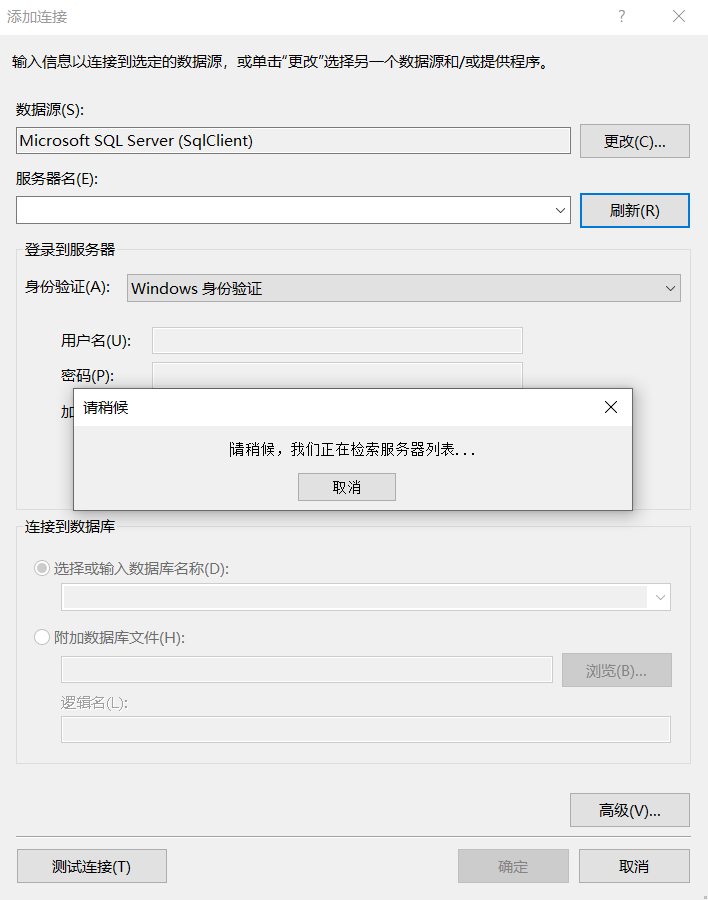 添加连接
输入信息以连接到选定的数据源，或单击“更改”选择另一个数据源和/或提供程序。
数据源(S):
Microsoft SQL Server (SqlClient)
更改(C)...
服务器名(E):
刷新(R)
登录到服务器
身份验证(A):
Windows 身份验证
用户名(U):
密码(P):
加
请稍候
请稍候，我们正在检索服务器列表...
取消
连接到数据库
选择或输入数据库名称(D):
附加数据库文件(H):
浏览(B)...
逻辑名(L):
高级(V)...
测试连接(T)
确定
取消